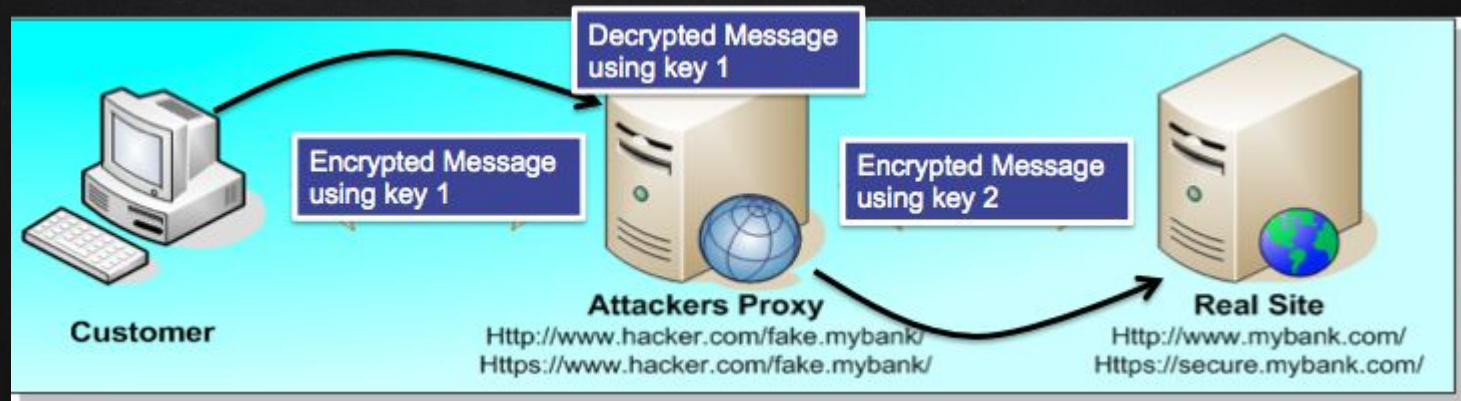 Decrypted Message
using key 1
Encrypted Message
using key 1
Encrypted Message
using key 2
Customer
Attackers Proxy
Http://www.hacker.com/fake.mybank/
Https://www.hacker.com/fake.mybank/
Real Site
Http://www.mybank.com/
Https://secure.mybank.com/